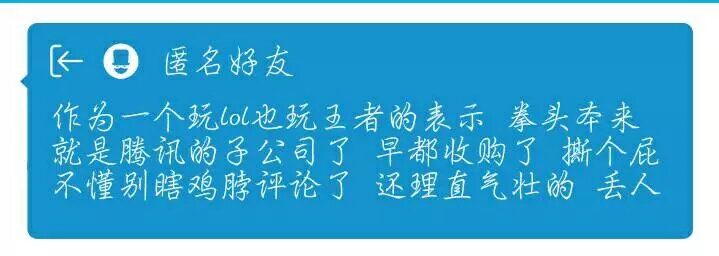 匿名好友
作为一个玩lol也玩王者的表示 拳头本来
就是腾讯的子公司了 早都收购了 撕个屁
不懂别瞎鸡脖评论了 还理直气壮的 丢人